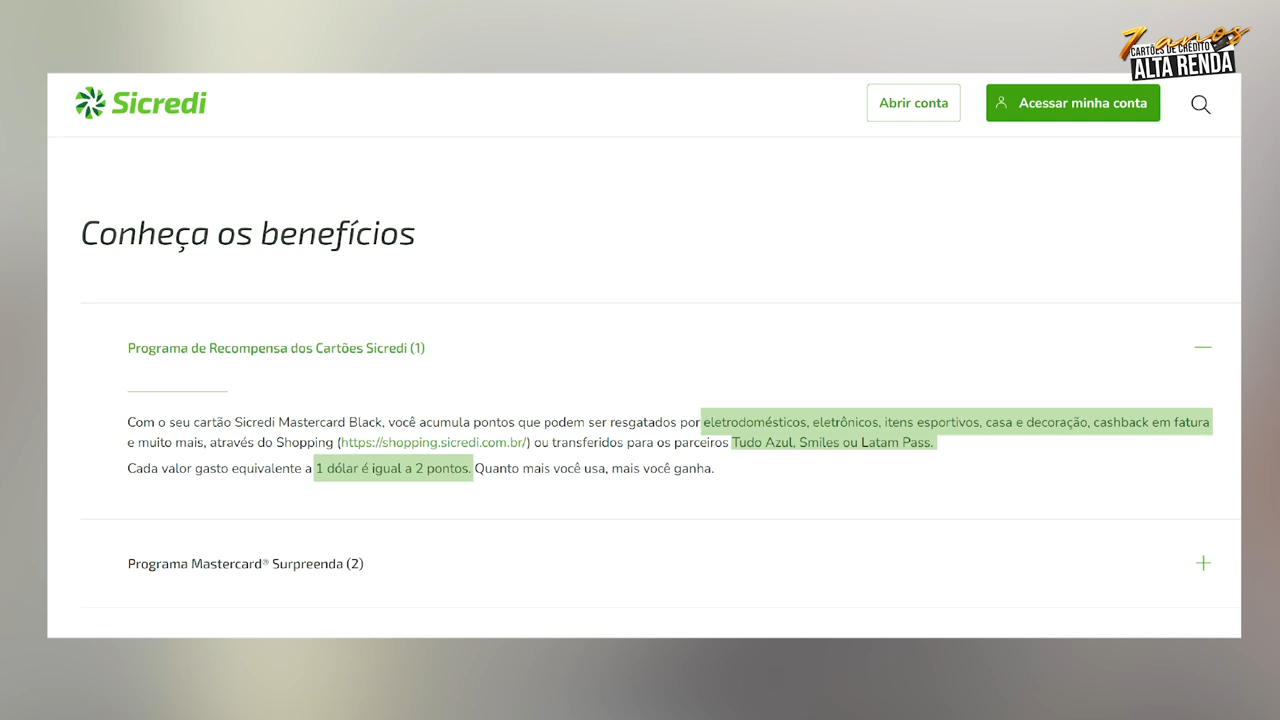 7 anos
CARTÕES DE CRÉDITO
ALTA RENDA
Sicredi
Abrir conta
Acessar minha conta
Conheça os benefícios
Programa de Recompensa dos Cartões Sicredi (1)
Com o seu cartão Sicredi Mastercard Black, você acumula pontos que podem ser resgatados por eletrodomésticos, eletrônicos, itens esportivos, casa e decoração, cashback em fatura
e muito mais, através do Shopping (https://shopping.sicredi.com.br/) ou transferidos para os parceiros Tudo Azul, Smiles ou Latam Pass.
Cada valor gasto equivalente a 1 dólar é igual a 2 pontos. Quanto mais você usa, mais você ganha.
Programa Mastercard® Surpreenda (2)